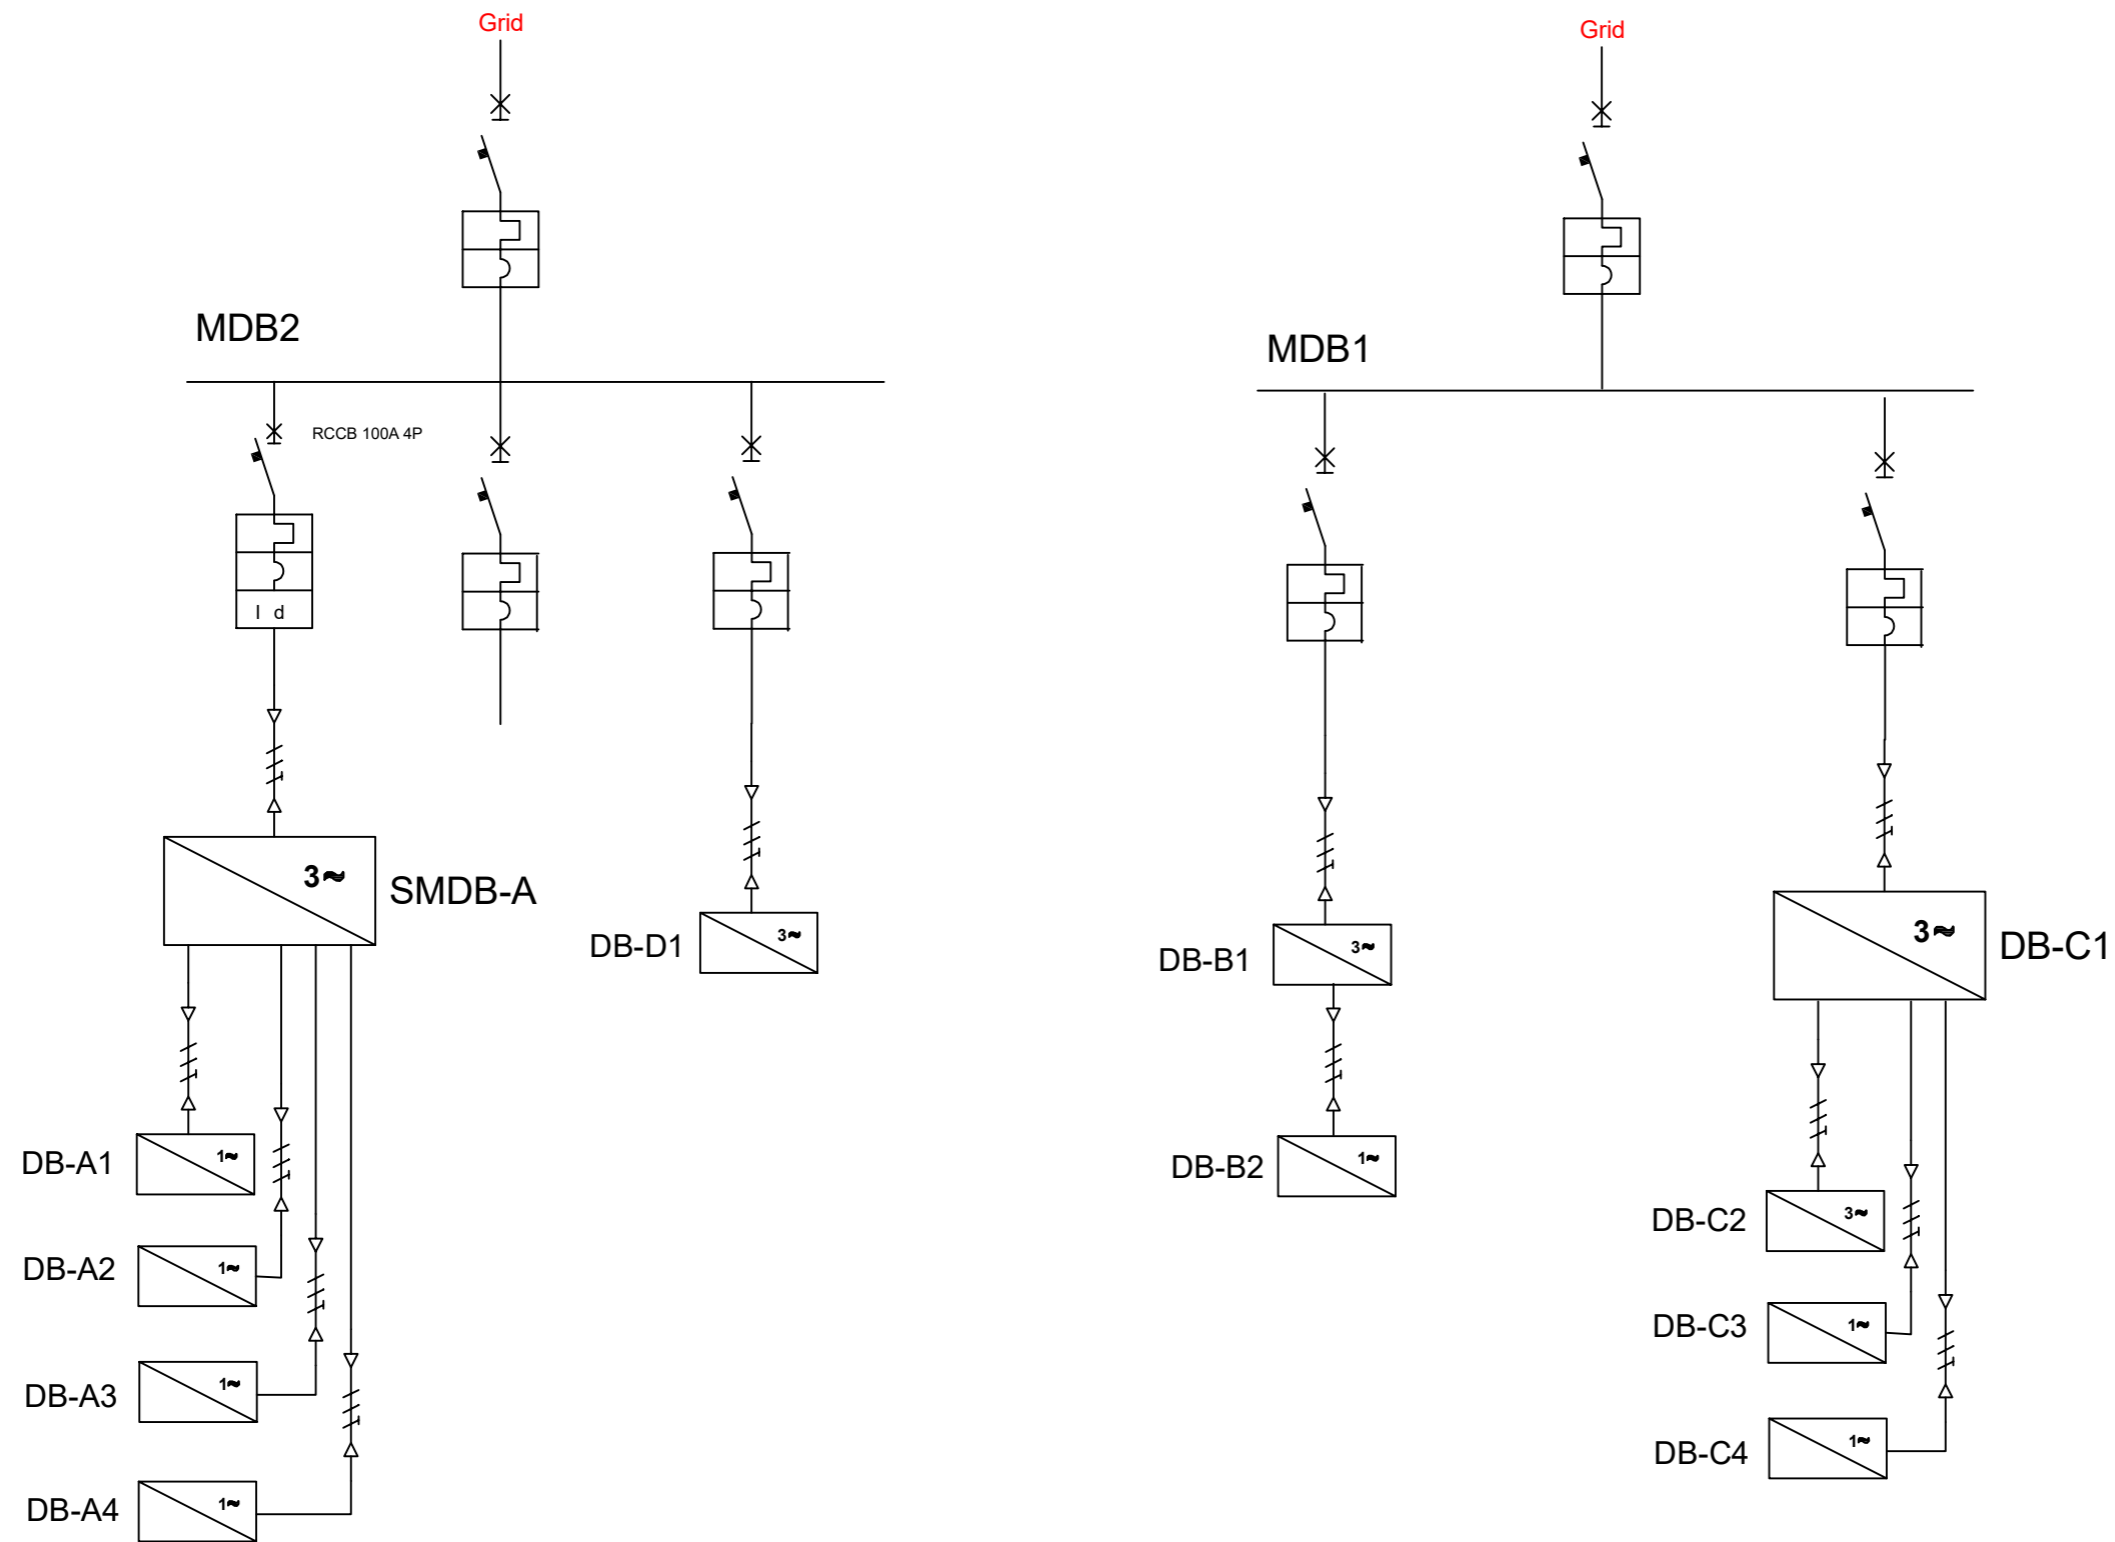 Grid
Grid
MDB2
MDB1
RCCB 100A 4P
I d
3≈
SMDB-A
3≈
DB-D1
3≈
DB-B1
3≈
DB-C1
1≈
DB-A1
1≈
DB-B2
3≈
DB-C2
1≈
DB-A2
1≈
DB-C3
1≈
DB-A3
1≈
DB-C4
1≈
DB-A4